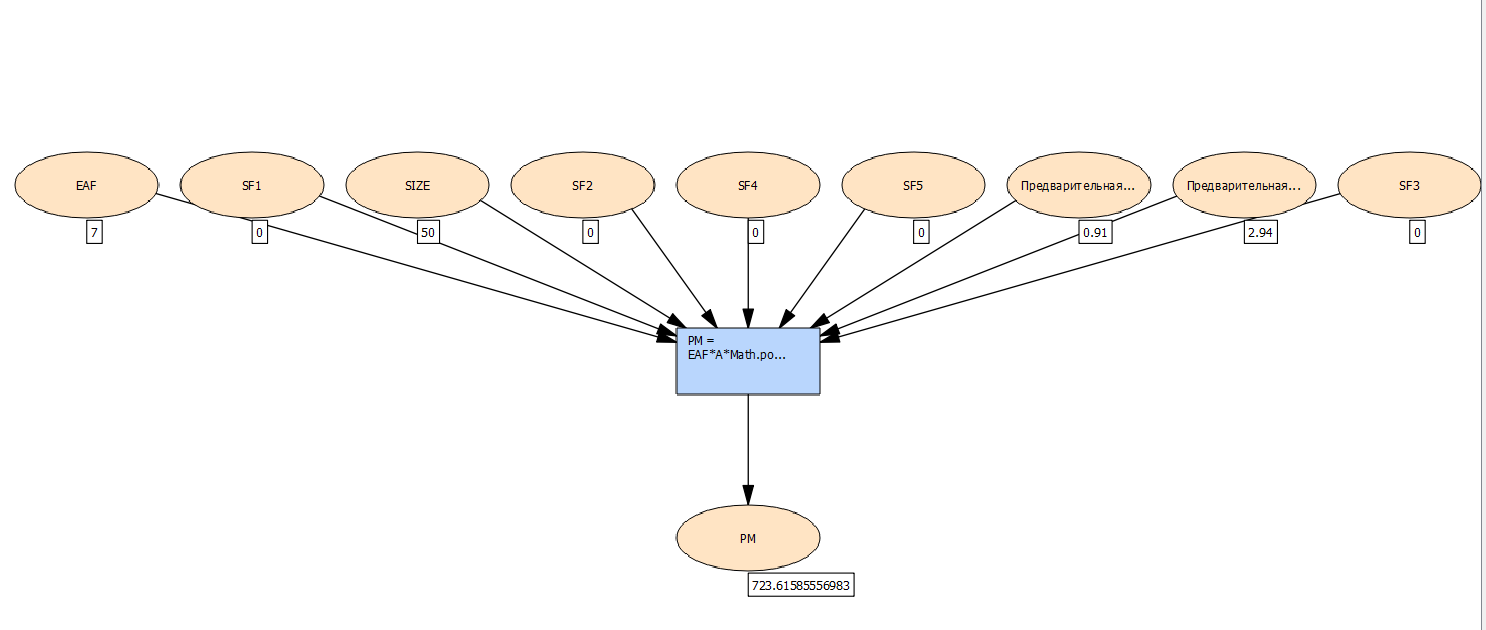 EAF
SF1
SIZE
SF2
SF4
SF5
Предварительная...
Предварительная...
SF3
7
0
50
0
0
0
0.91
2.94
0
PM =
EAF*A*Math.po...
PM
723.61585556983